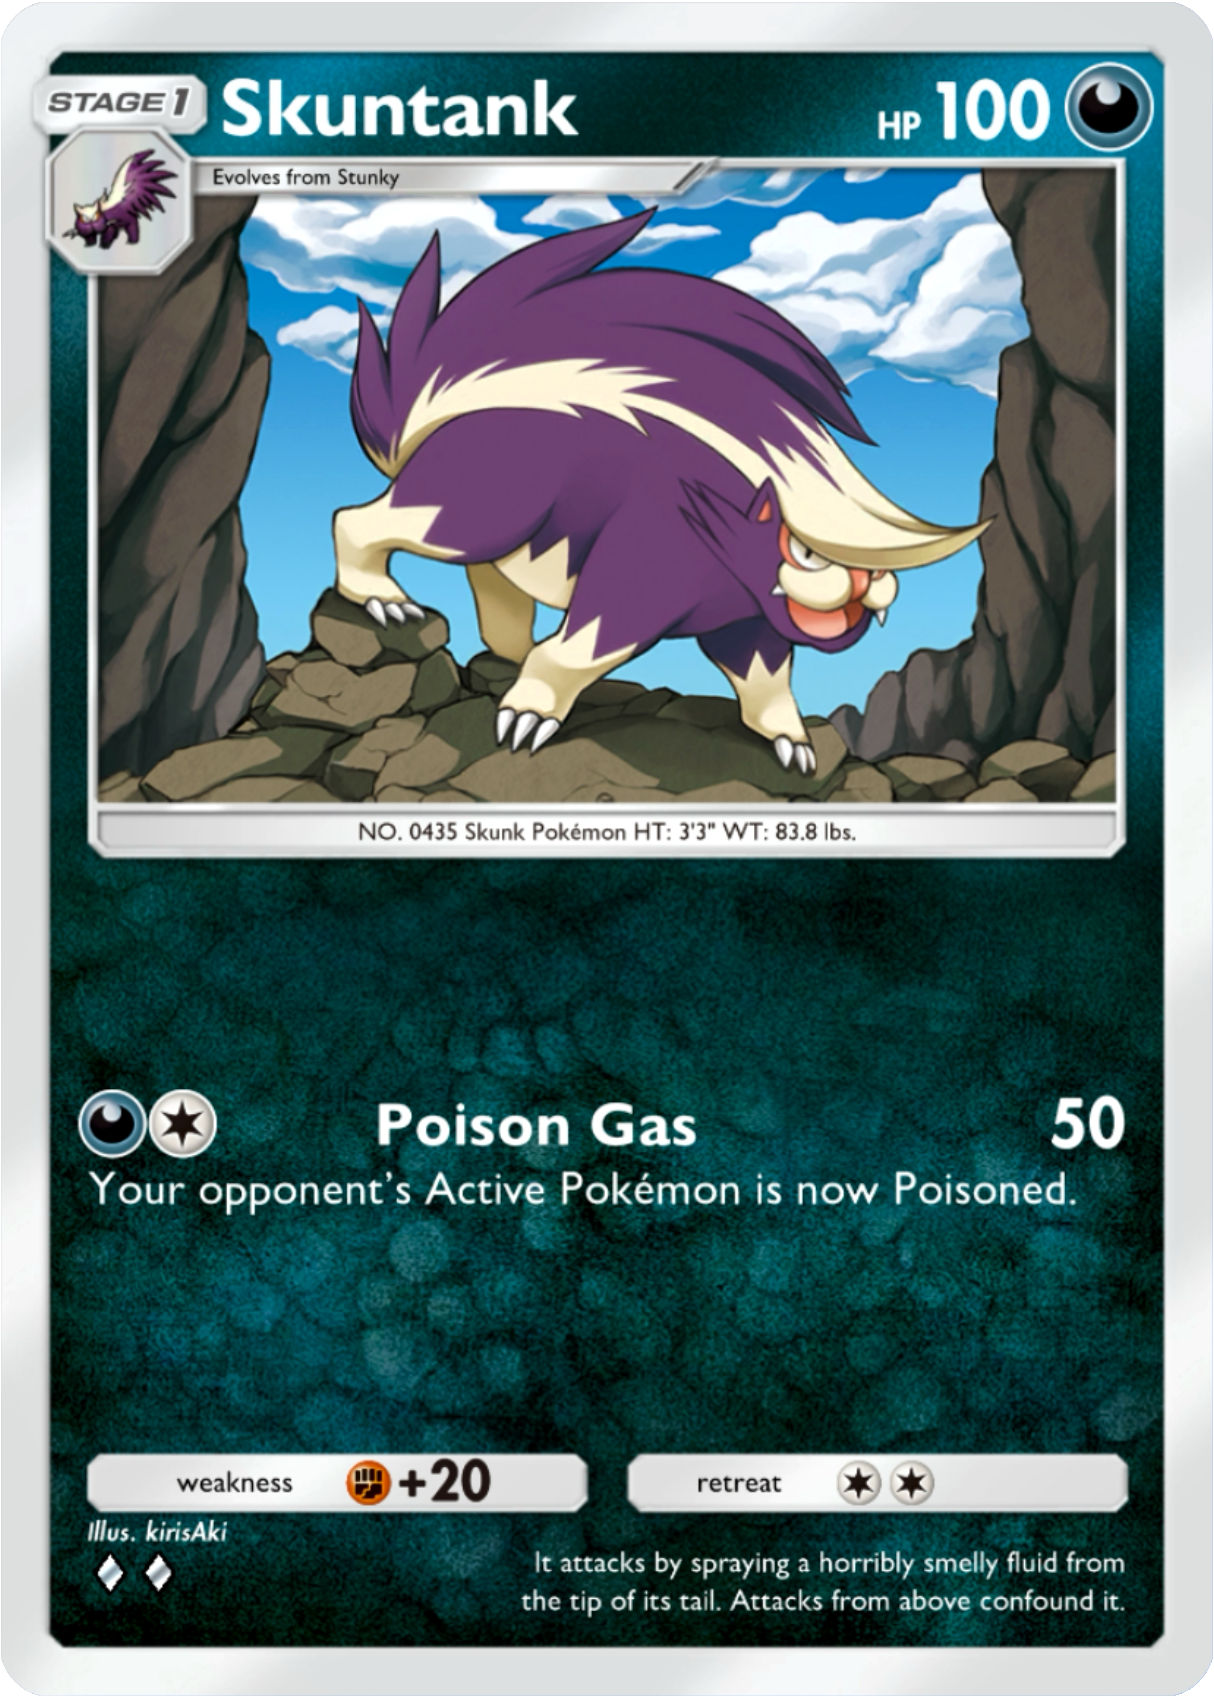 STAGE 1
Skuntank
HP 100
Evolves from Stunky
NO. 0435 Skunk Pokémon HT: 3'3" WT: 83.8 lbs.
Poison Gas 50
Your opponent's Active Pokémon is now Poisoned.
weakness +20
retreat
Illus. kirisAki
It attacks by spraying a horribly smelly fluid from
the tip of its tail. Attacks from above confound it.